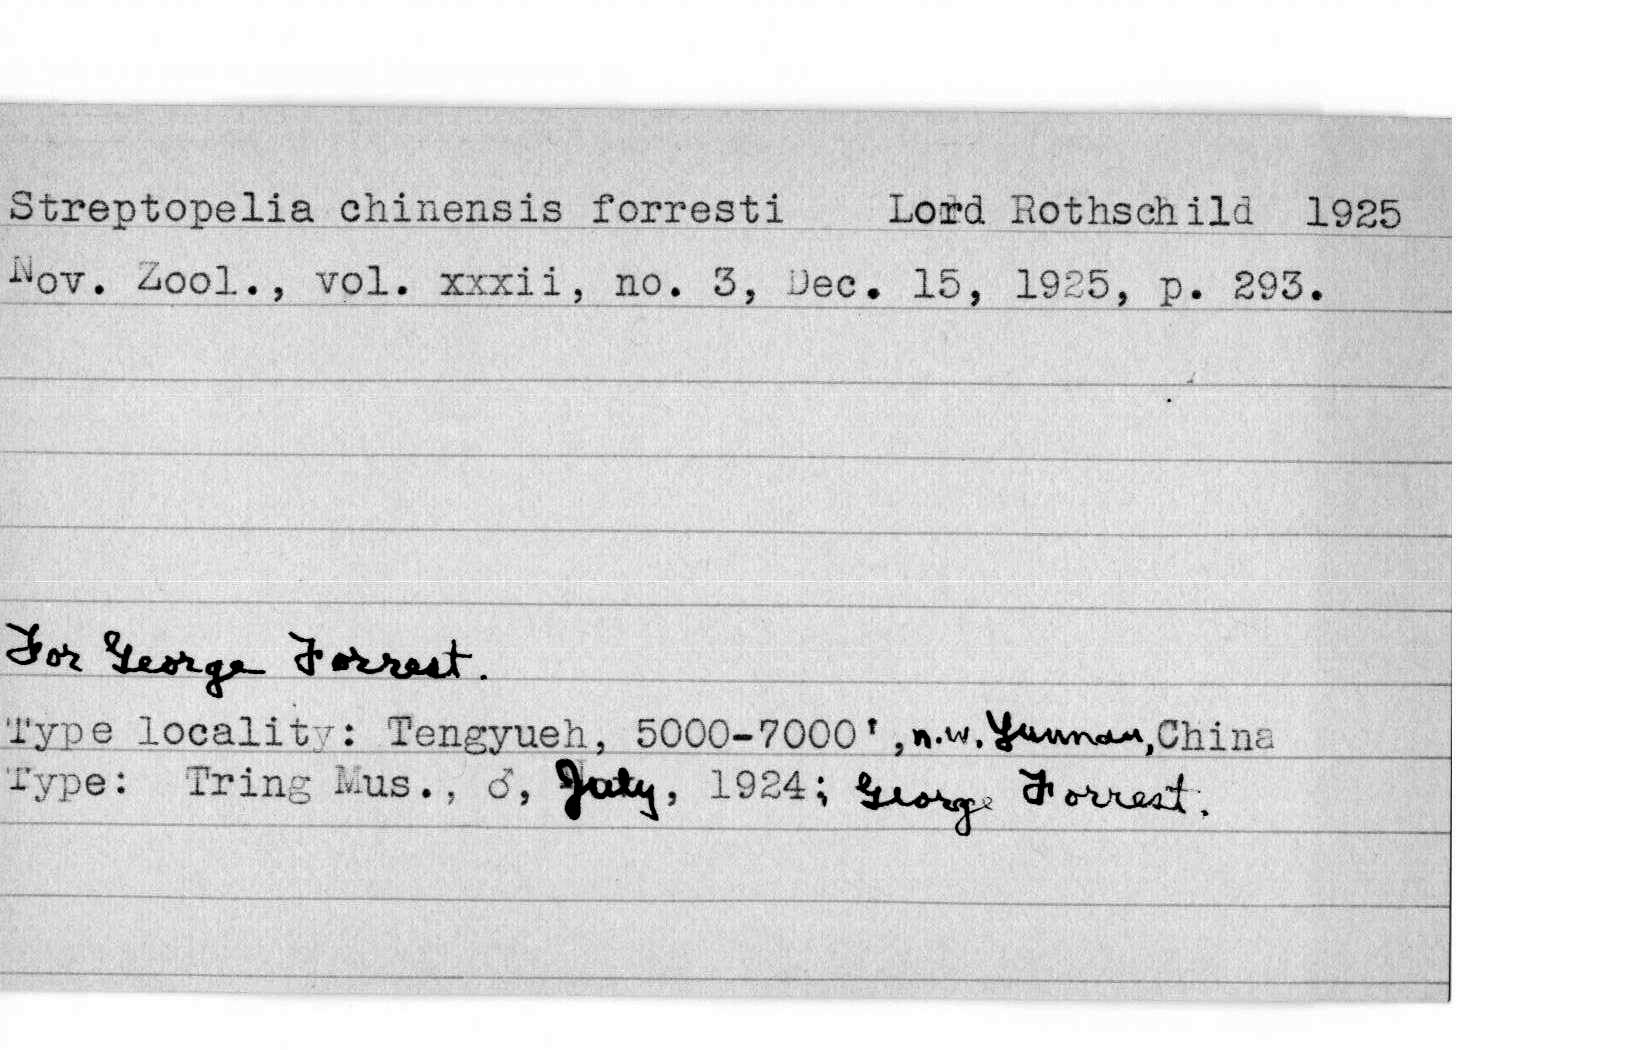 Streptopelia chinensis forresti Lord Rothschild 1925
Nov. Zool., vol. xxxii, no. 3, Dec. 15, 1925, p. 293.
For George Forrest.
Type locality: Tengyueh, 5000-7000', n.w. Yunnan, China
Type: Tring Mus., ♂, July, 1924; George Forrest.